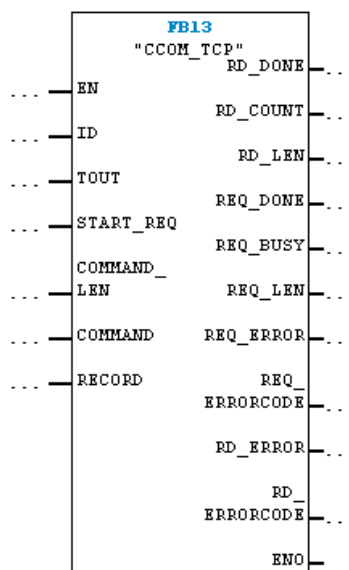 FB13
"CCOM_TCP"
RD_DONE
... EN
RD_COUNT
... ID
RD_LEN
... TOUT
REQ_DONE
... START_REQ
REQ_BUSY
COMMAND_
... LEN
REQ_LEN
... COMMAND
REQ_ERROR
... RECORD
REQ_
ERRORCODE
RD_ERROR
RD_
ERRORCODE
ENO